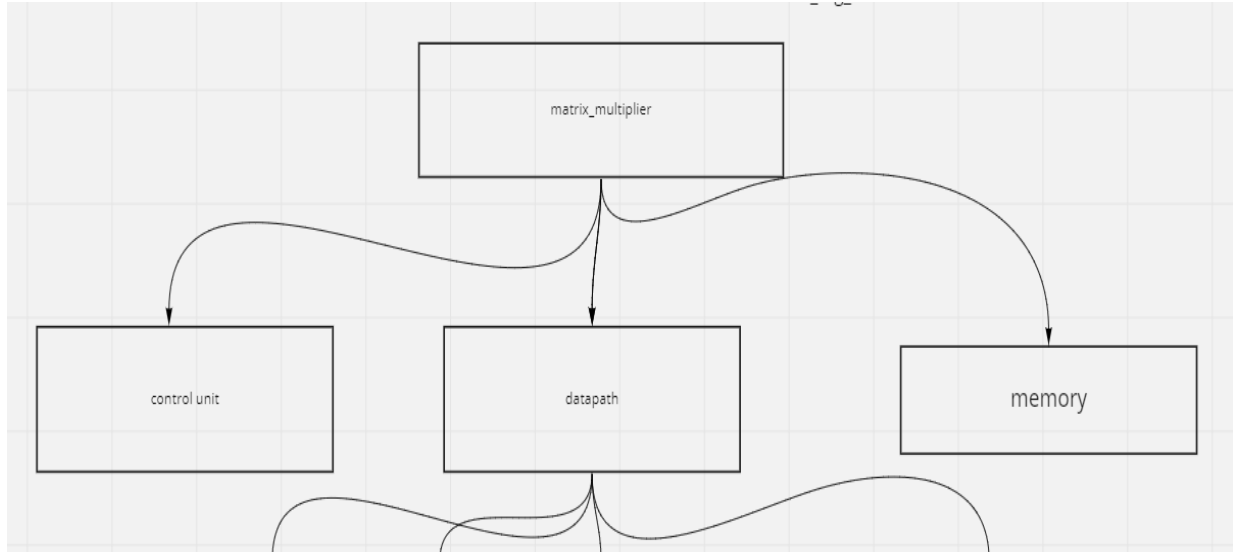 matrix_multiplier
control unit
datapath
memory